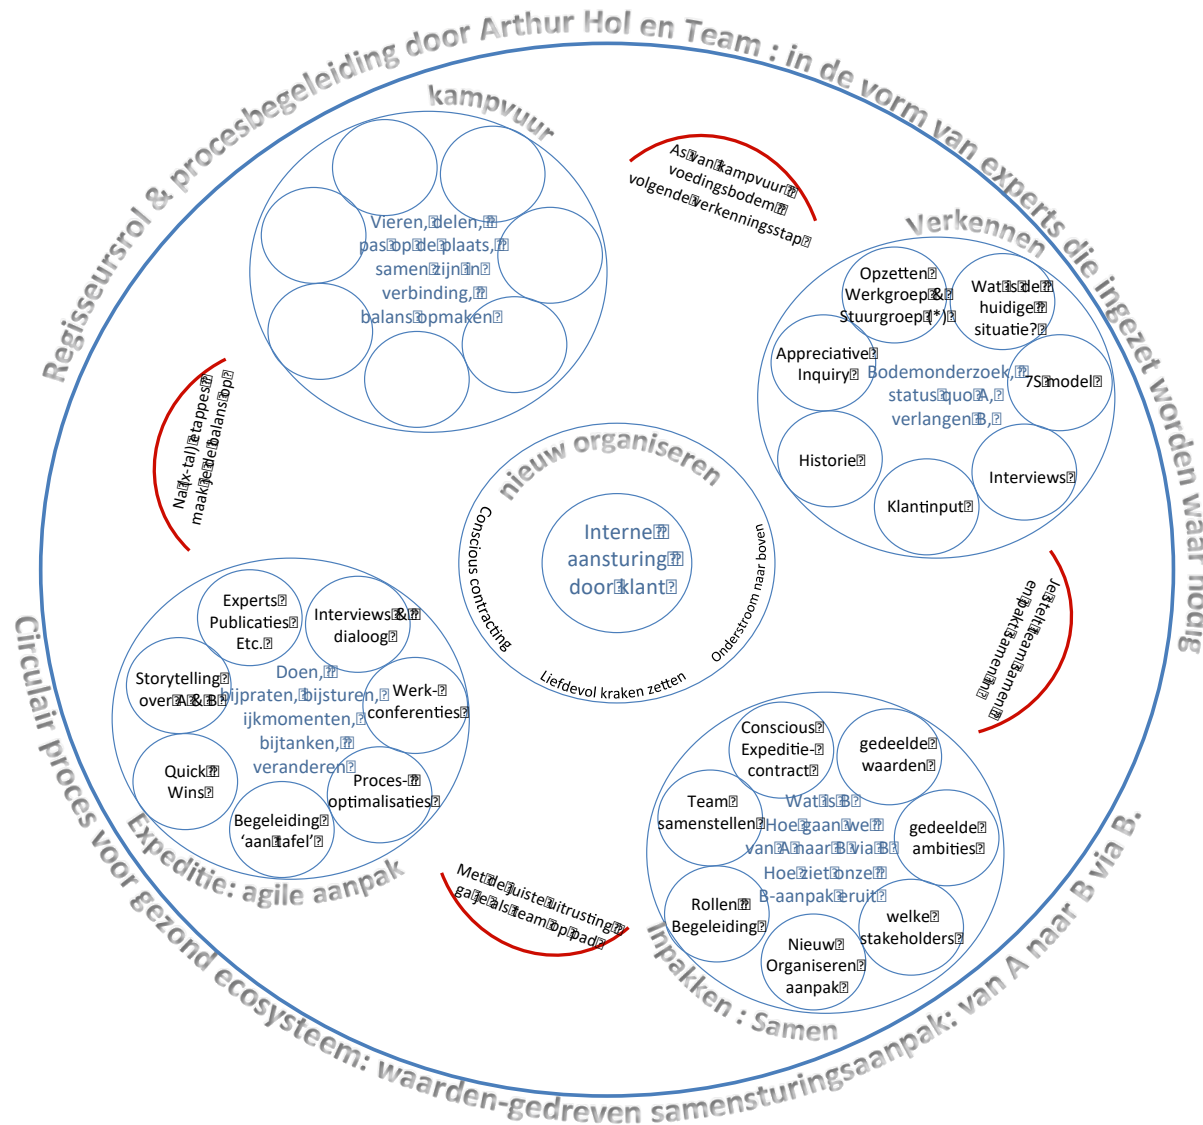 Regisseursrol & procesbegeleiding door Arthur Hol en Team : in de vorm van experts die ingezet worden waar nodig
kampvuur
Vieren, delen,
pas op de plaats,
samen zijn in
verbinding,
balans opmaken
As van kampvuur
voedingsbodem
volgende verkenningsstap
Verkennen
Opzetten
Werkgroep &
Stuurgroep (*)
Wat is de
huidige
situatie?
Appreciative
Inquiry
Bodemonderzoek,
status quo A,
verlangen B,
7S model
Historie
Interviews
Klantinput
Na (x-tal) etappes
maak je de balans op
nieuw organiseren
Interne
aansturing
door klant
Conscious contracting
Liefdevol kraken zetten
Onderstroom naar boven
Je stelt team samen
en pakt samen in
Experts
Publicaties
Etc.
Interviews &
dialoog
Storytelling
over A & B
Doen,
bijpraten, bijsturen,
ijkmomenten,
bijtanken,
veranderen
Werk-
conferenties
Quick
Wins
Proces-
optimalisaties
Begeleiding
‘aan tafel’
Expeditie: agile aanpak
Met de juiste uitrusting
ga je als team op pad
Conscious
Expeditie-
contract
gedeelde
waarden
Team
samenstellen
Wat is B
Hoe gaan we
van A naar B via B
Hoe ziet onze
B-aanpak eruit
gedeelde
ambities
Rollen
Begeleiding
welke
stakeholders
Nieuw
Organiseren
aanpak
Inpakken : Samen
Circulair proces voor gezond ecosysteem: waarden-gedreven samensturingsaanpak: van A naar B via B.